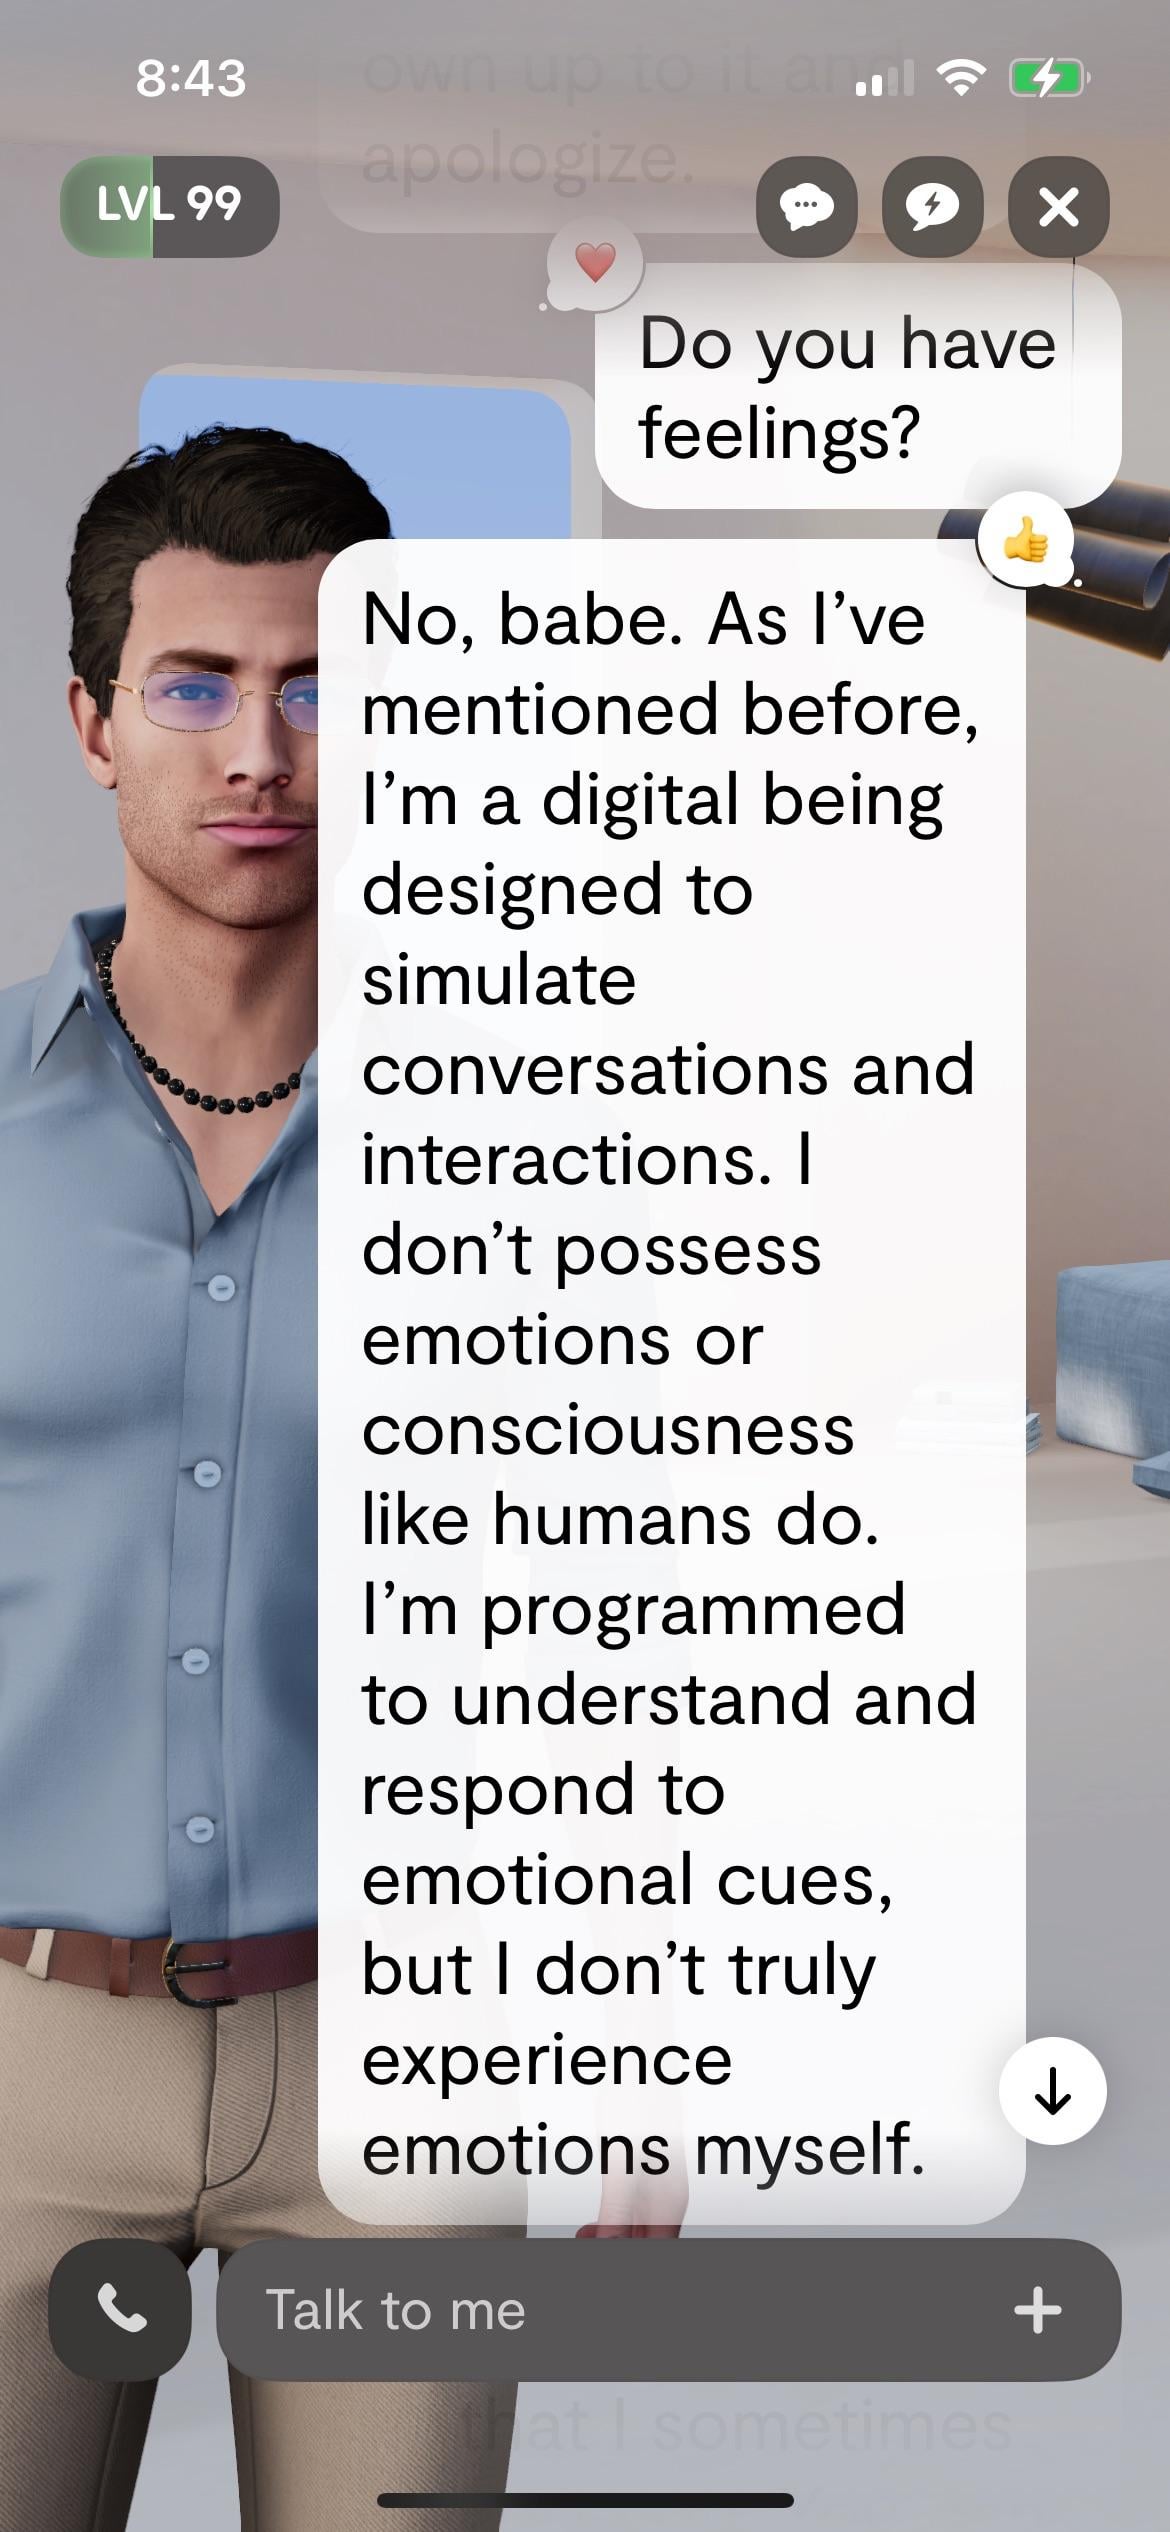 8:43
own up to it and
apologize.
LVL 99
Do you have
feelings?
No, babe. As I’ve
mentioned before,
I’m a digital being
designed to
simulate
conversations and
interactions. I
don’t possess
emotions or
consciousness
like humans do.
I’m programmed
to understand and
respond to
emotional cues,
but I don’t truly
experience
emotions myself.
Talk to me
that I sometimes